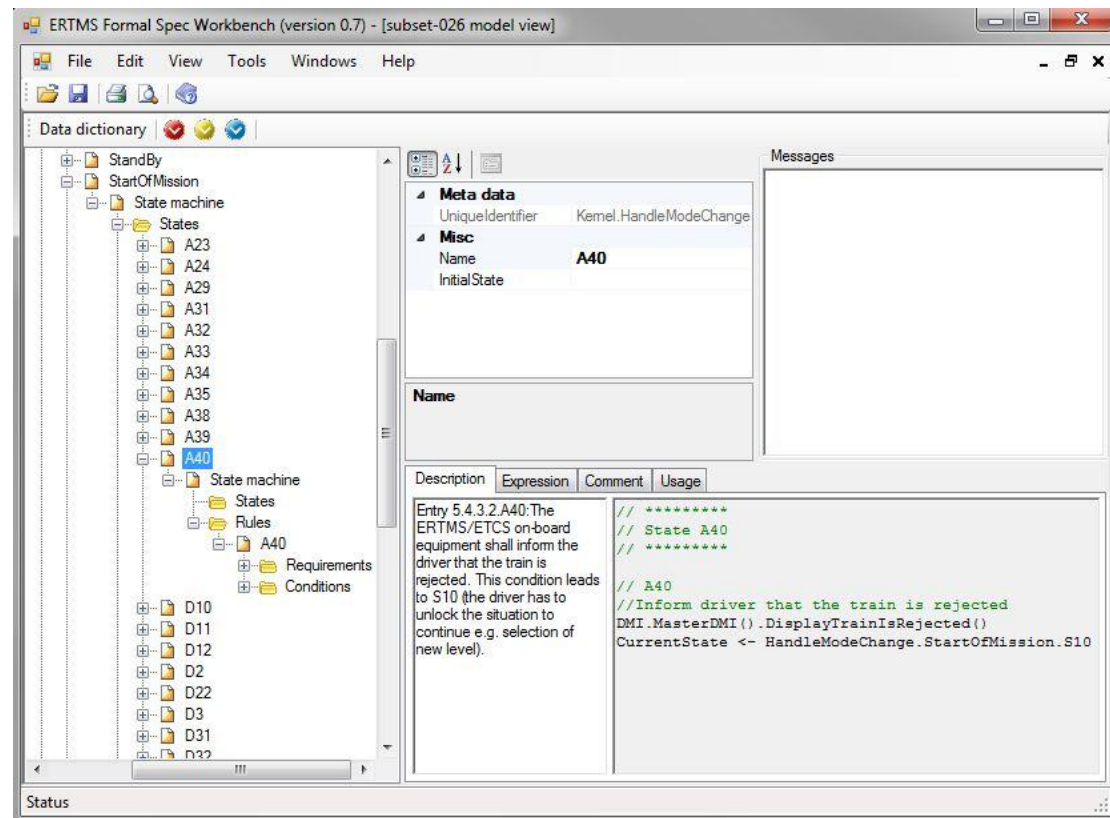 ERTMS Formal Spec Workbench (version 0.7) - [subset-026 model view]
File Edit View Tools Windows Help
Data dictionary
StandBy
StartOfMission
State machine
States
A23
A24
A29
A31
A32
A33
A34
A35
A38
A39
A40
State machine
States
Rules
A40
Requirements
Conditions
D10
D11
D12
D2
D22
D3
D31
D32
Meta data
UniqueIdentifier Kernel.HandleModeChange
Misc
Name A40
InitialState
Name
Messages
Description Expression Comment Usage
Entry 5.4.3.2.A40:The
ERTMS/ETCS on-board
equipment shall inform the
driver that the train is
rejected. This condition leads
to S10 (the driver has to
unlock the situation to
continue e.g. selection of
new level).
// *********
// State A40
// *********
// A40
//Inform driver that the train is rejected
DMI.MasterDMI().DisplayTrainIsRejected()
CurrentState <- HandleModeChange.StartOfMission.S10
Status